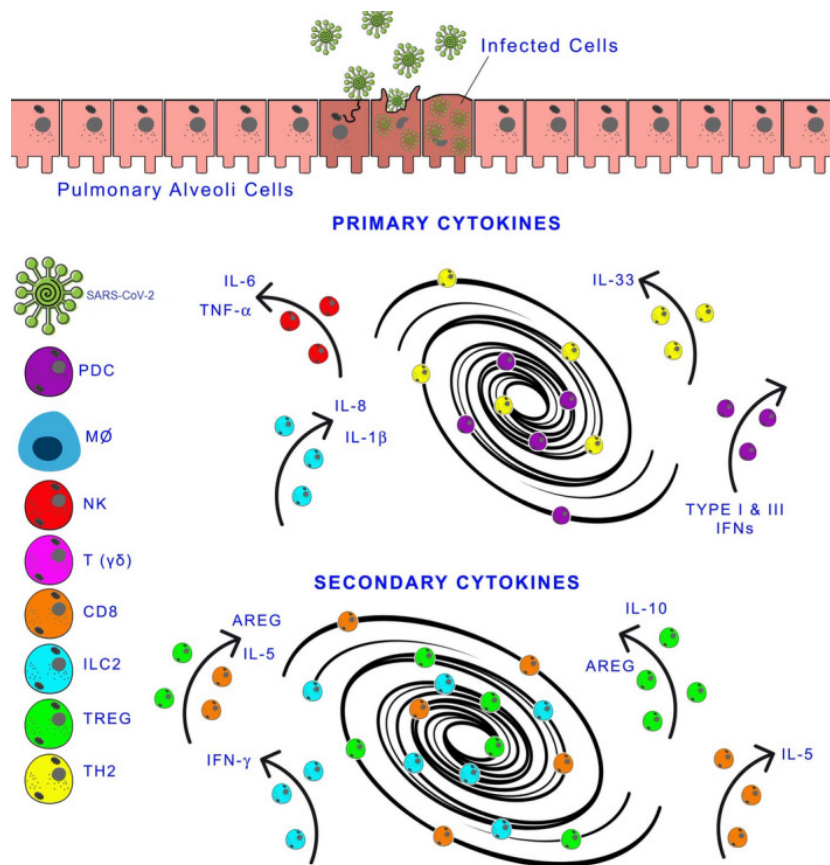 Infected Cells
Pulmonary Alveoli Cells
PRIMARY CYTOKINES
SARS-CoV-2
PDC
MØ
NK
T (γδ)
CD8
ILC2
TREG
TH2
IL-6
TNF-α
IL-33
IL-8
IL-1β
TYPE I & III
IFNs
SECONDARY CYTOKINES
AREG
IL-5
IL-10
AREG
IFN-γ
IL-5